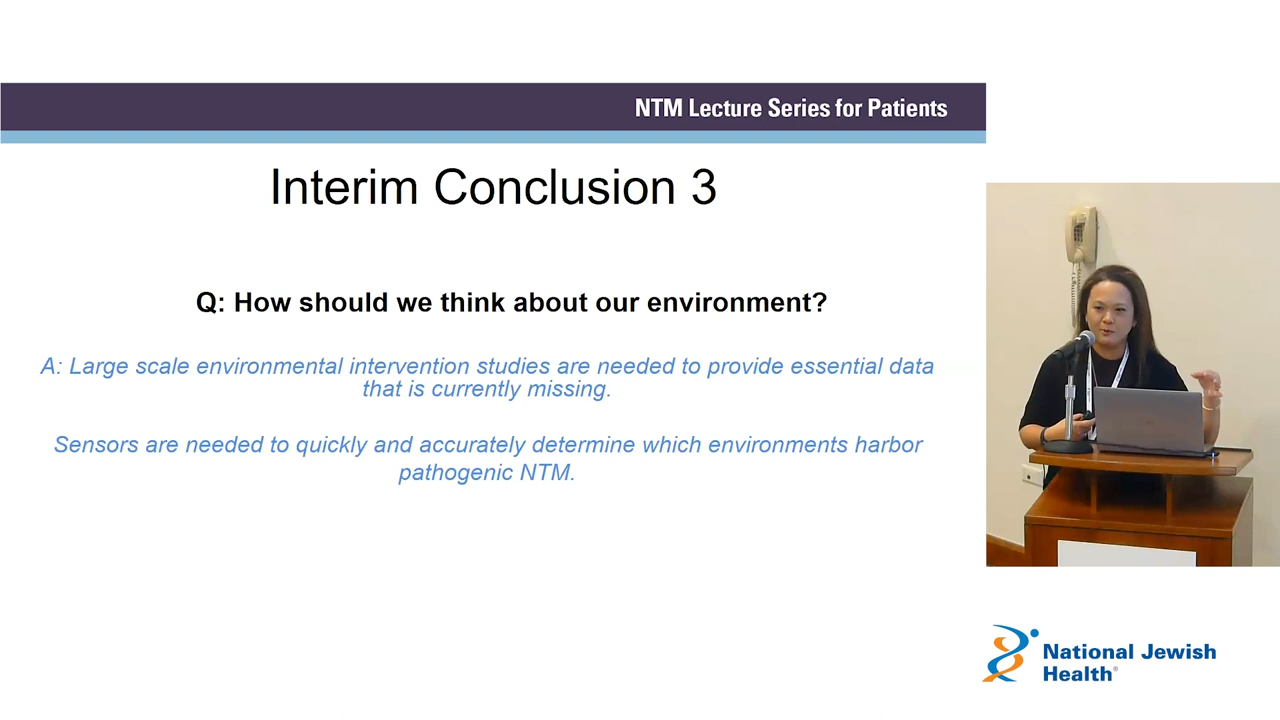 NTM Lecture Series for Patients
Interim Conclusion 3
Q: How should we think about our environment?
A: Large scale environmental intervention studies are needed to provide essential data
that is currently missing.
Sensors are needed to quickly and accurately determine which environments harbor
pathogenic NTM.
National Jewish
Health®